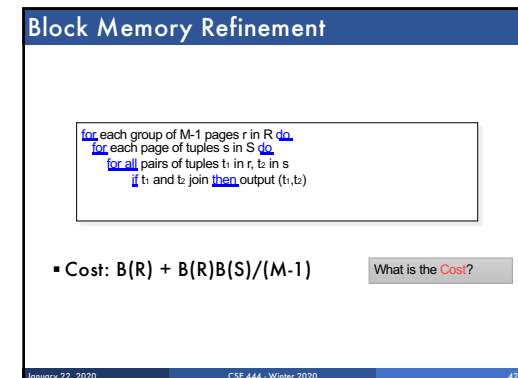 Block Memory Refinement
for each group of M-1 pages r in R do
for each page of tuples s in S do
for all pairs of tuples t₁ in r, t₂ in s
if t₁ and t₂ join then output (t₁,t₂)
▪ Cost: B(R) + B(R)B(S)/(M-1)
What is the Cost?
January 22, 2020
CSE 444 - Winter 2020
42